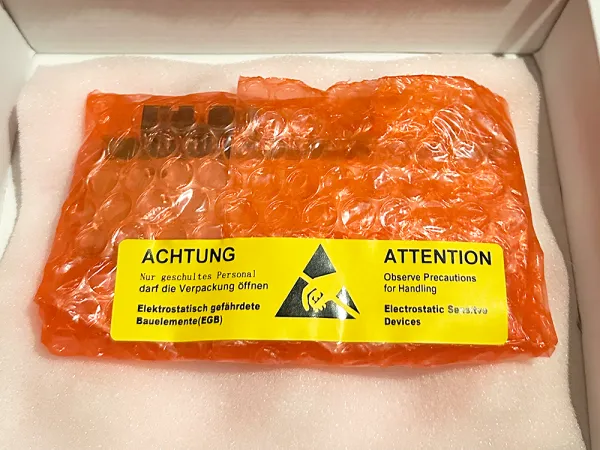 ACHTUNG
Nur geschultes Personal
darf die Verpackung öffnen
Elektrostatisch gefährdete
Bauelemente(EGB)
ATTENTION
Observe Precautions
for Handling
Electrostatic
Devices